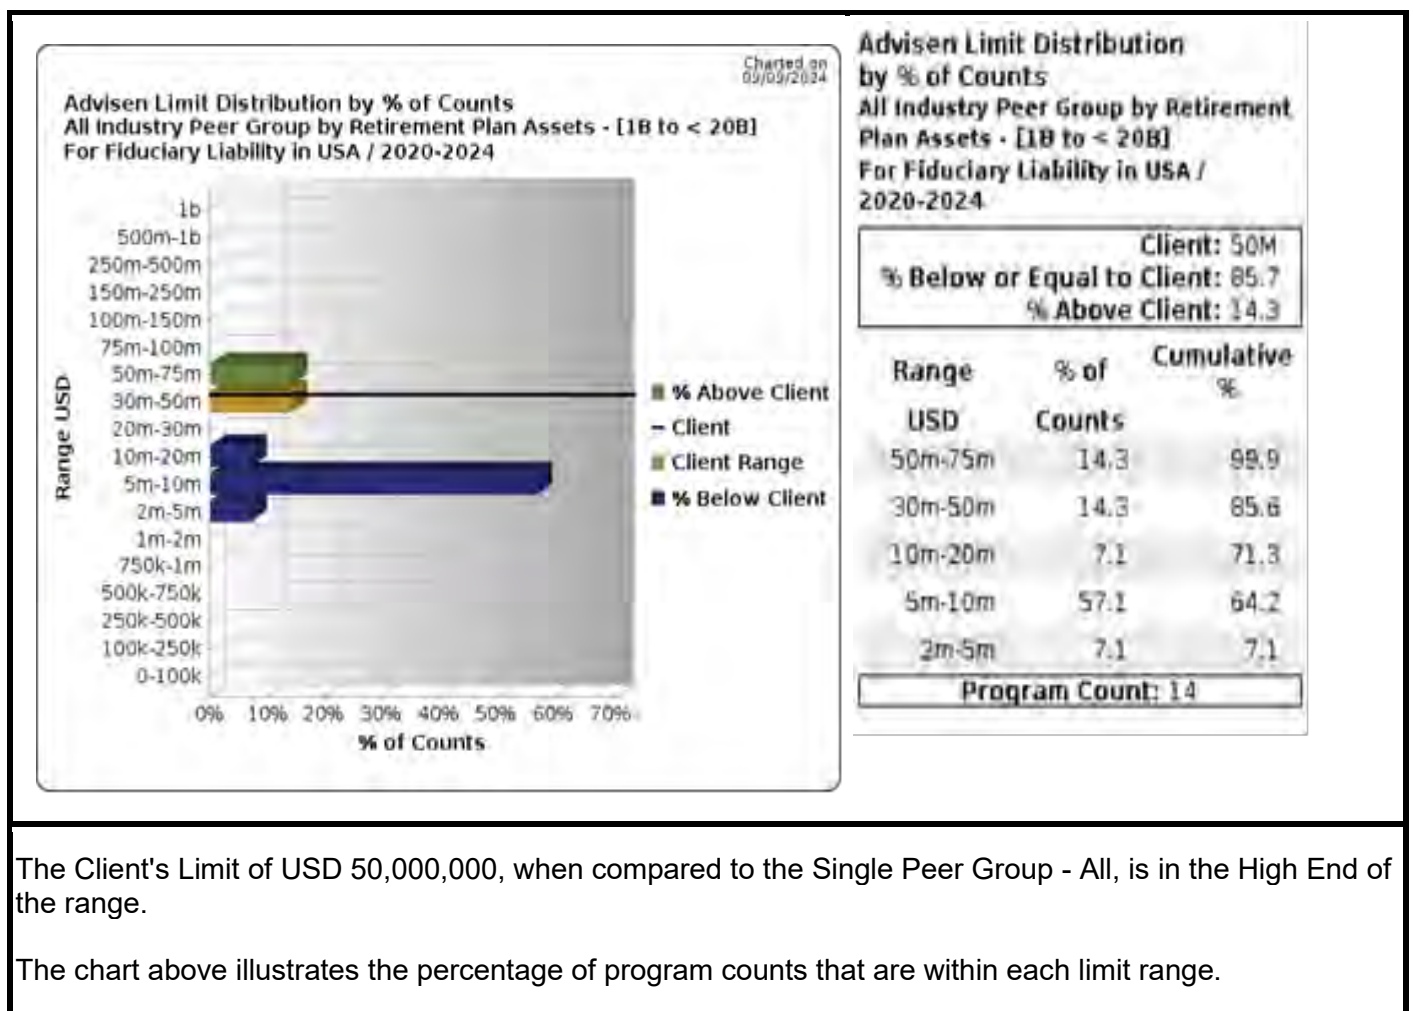 Charted on
09/09/2024
Advisen Limit Distribution by % of Counts
All Industry Peer Group by Retirement Plan Assets - [1B to < 20B]
For Fiduciary Liability in USA / 2020-2024
Range USD
1b
500m-1b
250m-500m
150m-250m
100m-150m
75m-100m
50m-75m
30m-50m
20m-30m
10m-20m
5m-10m
2m-5m
1m-2m
750k-1m
500k-750k
250k-500k
100k-250k
0-100k
0% 10% 20% 30% 40% 50% 60% 70%
% of Counts
% Above Client
Client
Client Range
% Below Client
Advisen Limit Distribution
by % of Counts
All Industry Peer Group by Retirement
Plan Assets - [1B to < 20B]
For Fiduciary Liability in USA /
2020-2024
Client: 50M
% Below or Equal to Client: 85.7
% Above Client: 14.3
Range USD % of Counts Cumulative %
50m-75m 14.3 99.9
30m-50m 14.3 85.6
10m-20m 7.1 71.3
5m-10m 57.1 64.2
2m-5m 7.1 7.1
Program Count: 14
The Client's Limit of USD 50,000,000, when compared to the Single Peer Group - All, is in the High End of
the range.
The chart above illustrates the percentage of program counts that are within each limit range.